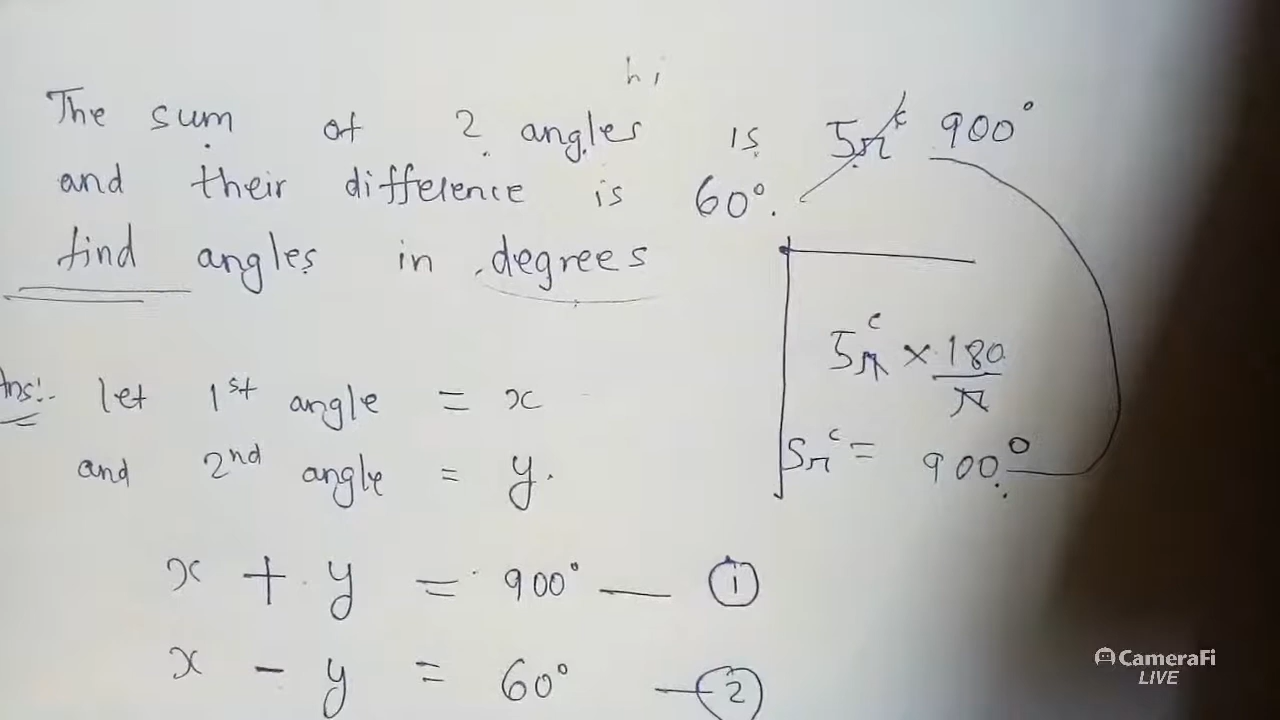 hi
The sum of 2 angles is 5π^c 900°
and their difference is 60°.
find angles in degrees
Ans:- let 1st angle = x
and 2nd angle = y.
x + y = 900° — ①
x - y = 60° — ②
5π^c × 180/π
5π^c = 900°
CameraFi
LIVE